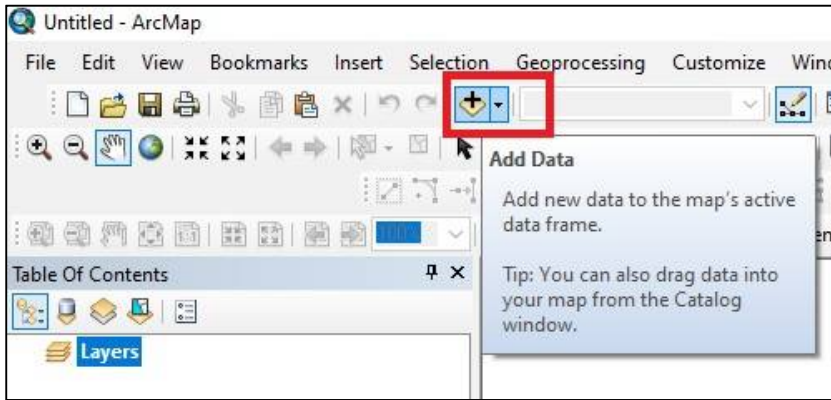 Untitled - ArcMap
File Edit View Bookmarks Insert Selection Geoprocessing Customize
Add Data
Add new data to the map's active
data frame.
100%
Table Of Contents
Tip: You can also drag data into
your map from the Catalog
window.
Layers